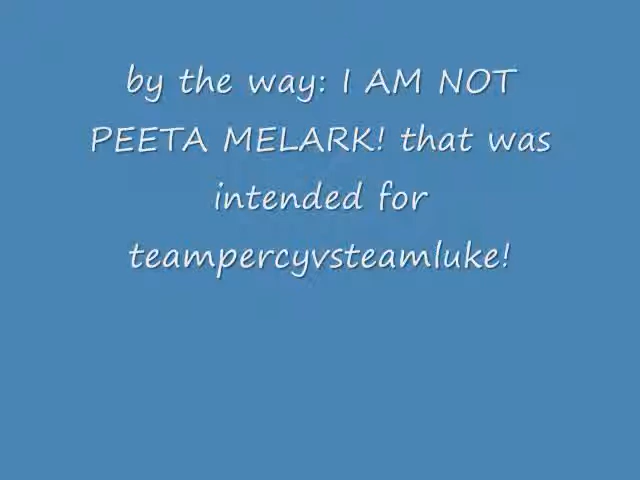 by the way: I AM NOT
PEETA MELARK! that was
intended for
teampercyvsteamluke!